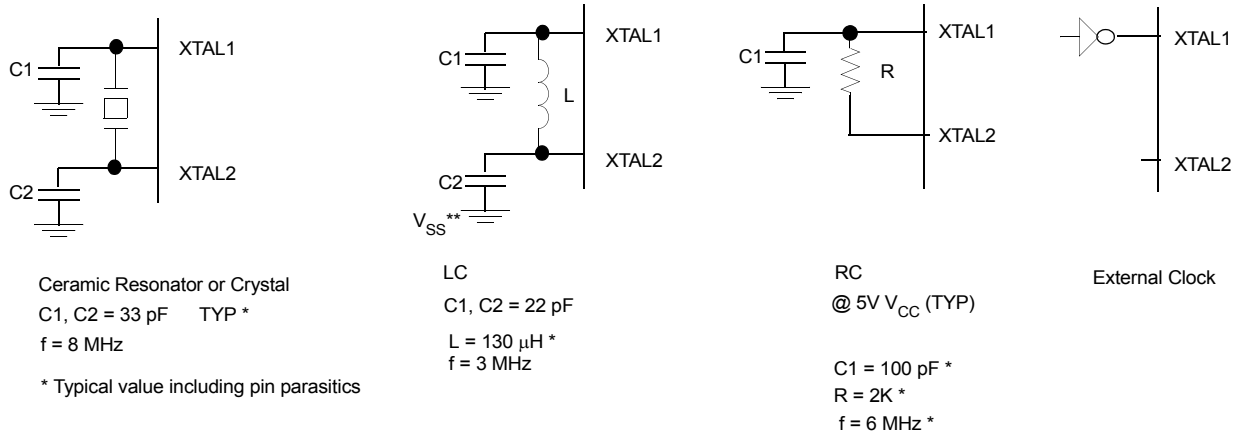 XTAL1
C1
C2
XTAL2
Ceramic Resonator or Crystal
C1, C2 = 33 pF TYP *
f = 8 MHz
* Typical value including pin parasitics
XTAL1
C1
L
XTAL2
C2
VSS**
LC
C1, C2 = 22 pF
L = 130 μH *
f = 3 MHz
XTAL1
C1
R
XTAL2
RC
@ 5V VCC (TYP)
C1 = 100 pF *
R = 2K *
f = 6 MHz *
XTAL1
XTAL2
External Clock